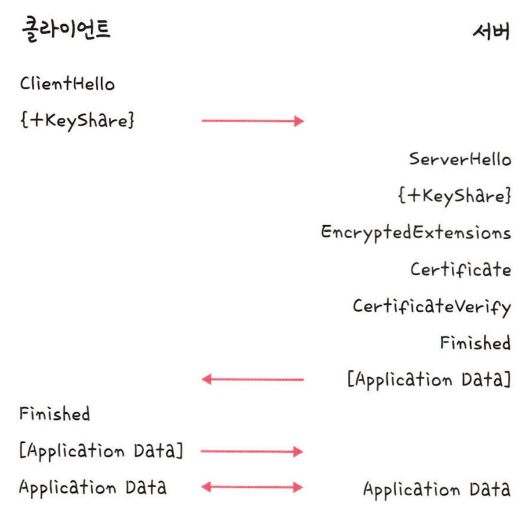 클라이언트 서버
ClientHello
{+KeyShare}
ServerHello
{+KeyShare}
EncryptedExtensions
Certificate
CertificateVerify
Finished
[Application Data]
Finished
[Application Data]
Application Data Application Data